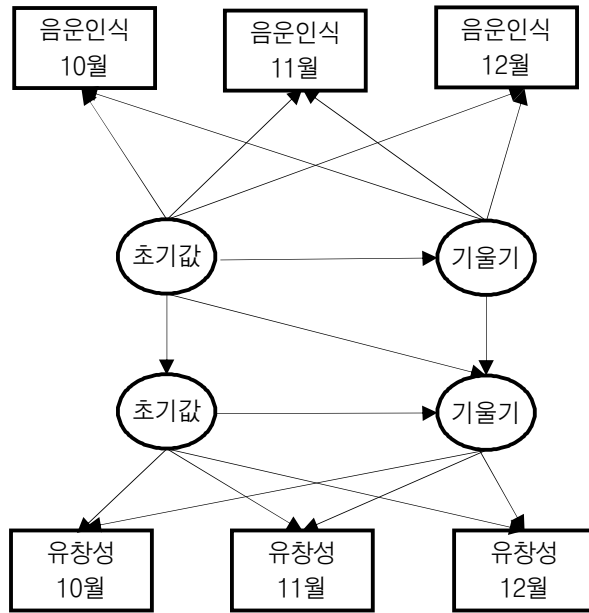 음운인식
10월
음운인식
11월
음운인식
12월
초기값
기울기
초기값
기울기
유창성
10월
유창성
11월
유창성
12월